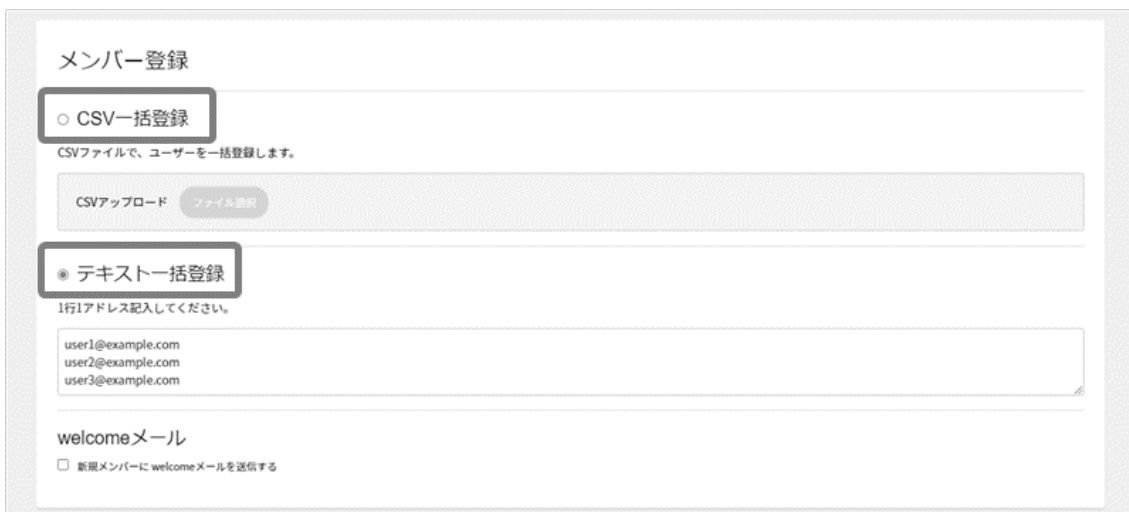 メンバー登録
CSV一括登録
CSVファイルで、ユーザーを一括登録します。
CSVアップロード ファイル選択
テキスト一括登録
1行1アドレス記入してください。
user1@example.com
user2@example.com
user3@example.com
welcomeメール
新規メンバーに welcomeメールを送信する